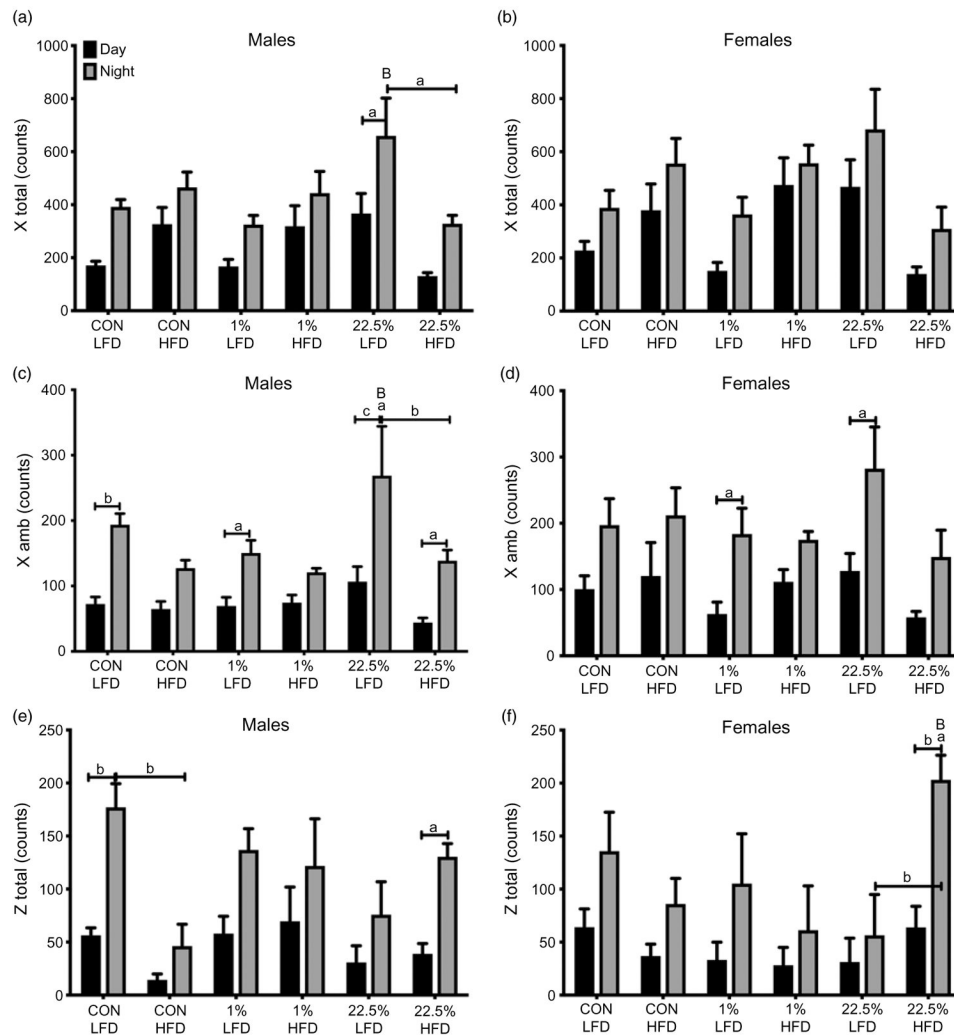 (a)
Males
Day
Night
X total (counts)
1000
800
600
400
200
0
a
B
a
CON CON 1% 1% 22.5% 22.5%
LFD HFD LFD HFD LFD HFD
(b)
Females
X total (counts)
1000
800
600
400
200
0
CON CON 1% 1% 22.5% 22.5%
LFD HFD LFD HFD LFD HFD
(c)
Males
X amb (counts)
400
300
200
100
0
b
a
c
B
a
b
a
CON CON 1% 1% 22.5% 22.5%
LFD HFD LFD HFD LFD HFD
(d)
Females
X amb (counts)
400
300
200
100
0
a
a
CON CON 1% 1% 22.5% 22.5%
LFD HFD LFD HFD LFD HFD
(e)
Males
Z total (counts)
250
200
150
100
50
0
b
b
a
CON CON 1% 1% 22.5% 22.5%
LFD HFD LFD HFD LFD HFD
(f)
Females
Z total (counts)
250
200
150
100
50
0
b
b
B
a
CON CON 1% 1% 22.5% 22.5%
LFD HFD LFD HFD LFD HFD